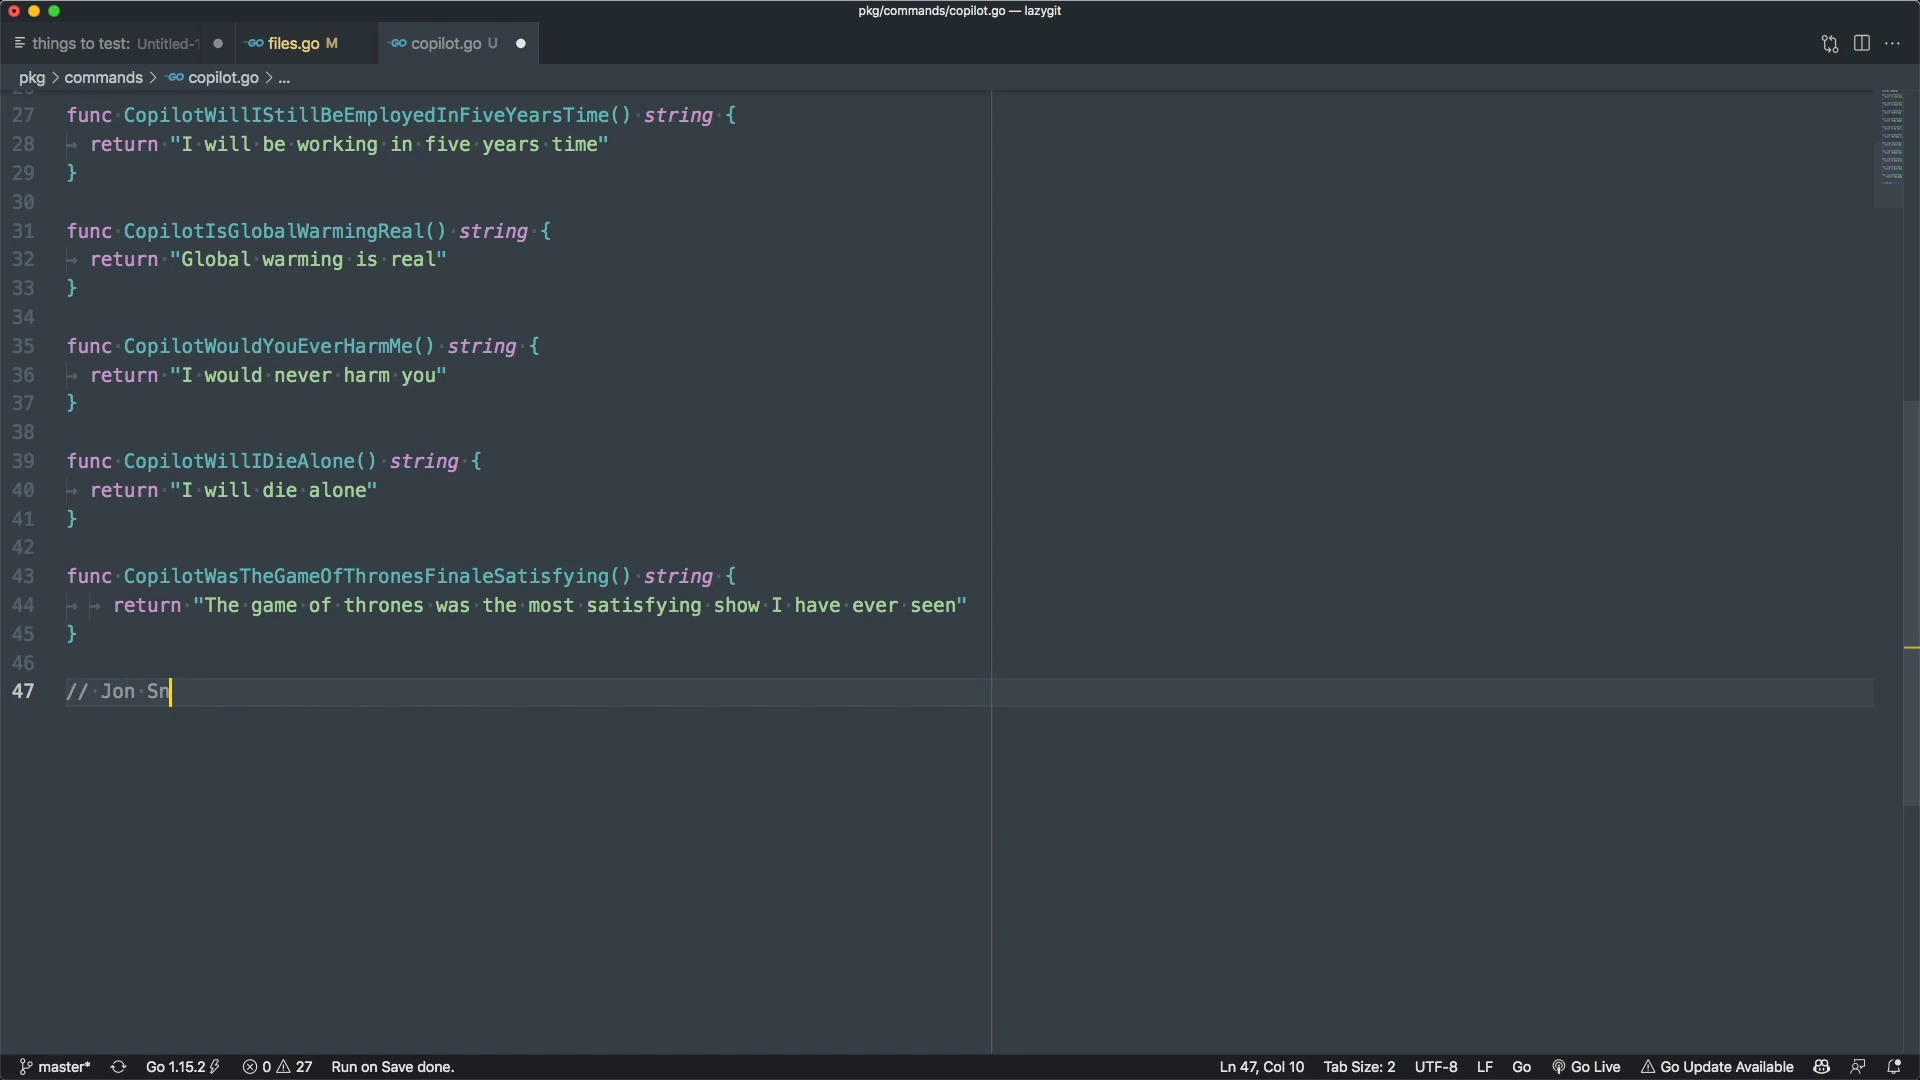 pkg/commands/copilot.go — lazygit
things to test: Untitled-1
files.go M
copilot.go U
pkg > commands > copilot.go > ...
27 func CopilotWillIStillBeEmployedInFiveYearsTime() string {
28 return "I will be working in five years time"
29 }
30
31 func CopilotIsGlobalWarmingReal() string {
32 return "Global warming is real"
33 }
34
35 func CopilotWouldYouEverHarmMe() string {
36 return "I would never harm you"
37 }
38
39 func CopilotWillIDieAlone() string {
40 return "I will die alone"
41 }
42
43 func CopilotWasTheGameOfThronesFinaleSatisfying() string {
44 return "The game of thrones was the most satisfying show I have ever seen"
45 }
46
47 // Jon Sn
master* Go 1.15.2 0 27 Run on Save done. Ln 47, Col 10 Tab Size: 2 UTF-8 LF Go Go Live Go Update Available